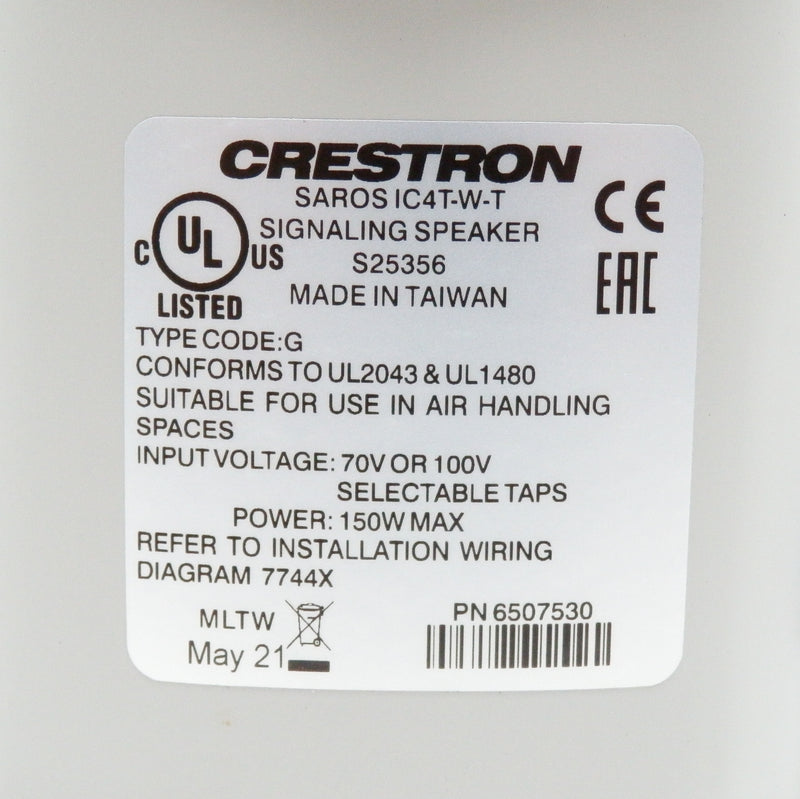 CRESTRON
SAROS IC4T-W-T
SIGNALING SPEAKER
S25356
MADE IN TAIWAN
C UL US
LISTED
CE
EAC
TYPE CODE:G
CONFORMS TO UL2043 & UL1480
SUITABLE FOR USE IN AIR HANDLING
SPACES
INPUT VOLTAGE: 70V OR 100V
SELECTABLE TAPS
POWER: 150W MAX
REFER TO INSTALLATION WIRING
DIAGRAM 7744X
MLTW
May 21
PN 6507530